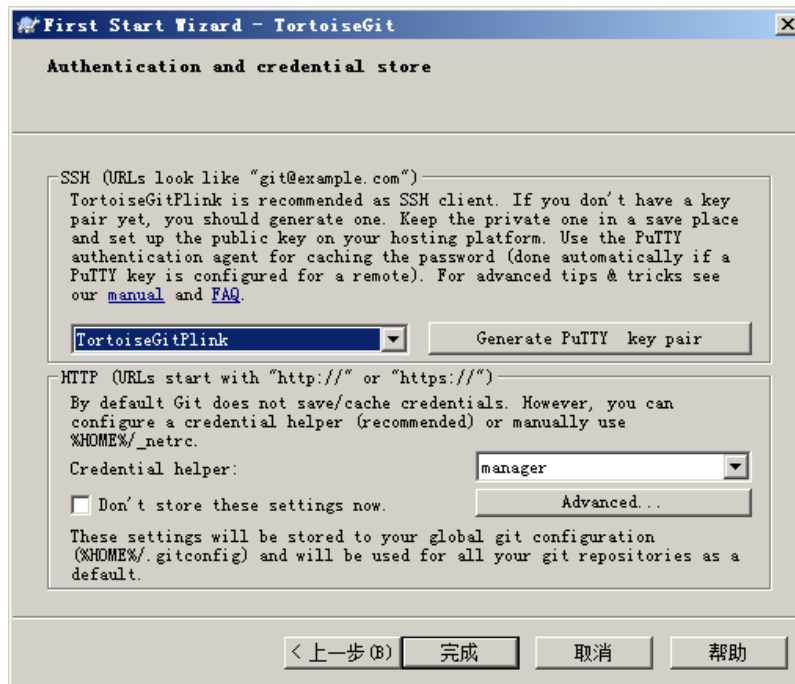 First Start Wizard - TortoiseGit
Authentication and credential store
SSH (URLs look like "git@example.com")
TortoiseGitPlink is recommended as SSH client. If you don't have a key
pair yet, you should generate one. Keep the private one in a save place
and set up the public key on your hosting platform. Use the PuTTY
authentication agent for caching the password (done automatically if a
PuTTY key is configured for a remote). For advanced tips & tricks see
our manual and FAQ.
TortoiseGitPlink
Generate PuTTY key pair
HTTP (URLs start with "http://" or "https://")
By default Git does not save/cache credentials. However, you can
configure a credential helper (recommended) or manually use
%HOME%/_netrc.
Credential helper:
manager
Don't store these settings now.
Advanced...
These settings will be stored to your global git configuration
(%HOME%/.gitconfig) and will be used for all your git repositories as a
default.
< 上一步(B)
完成
取消
帮助